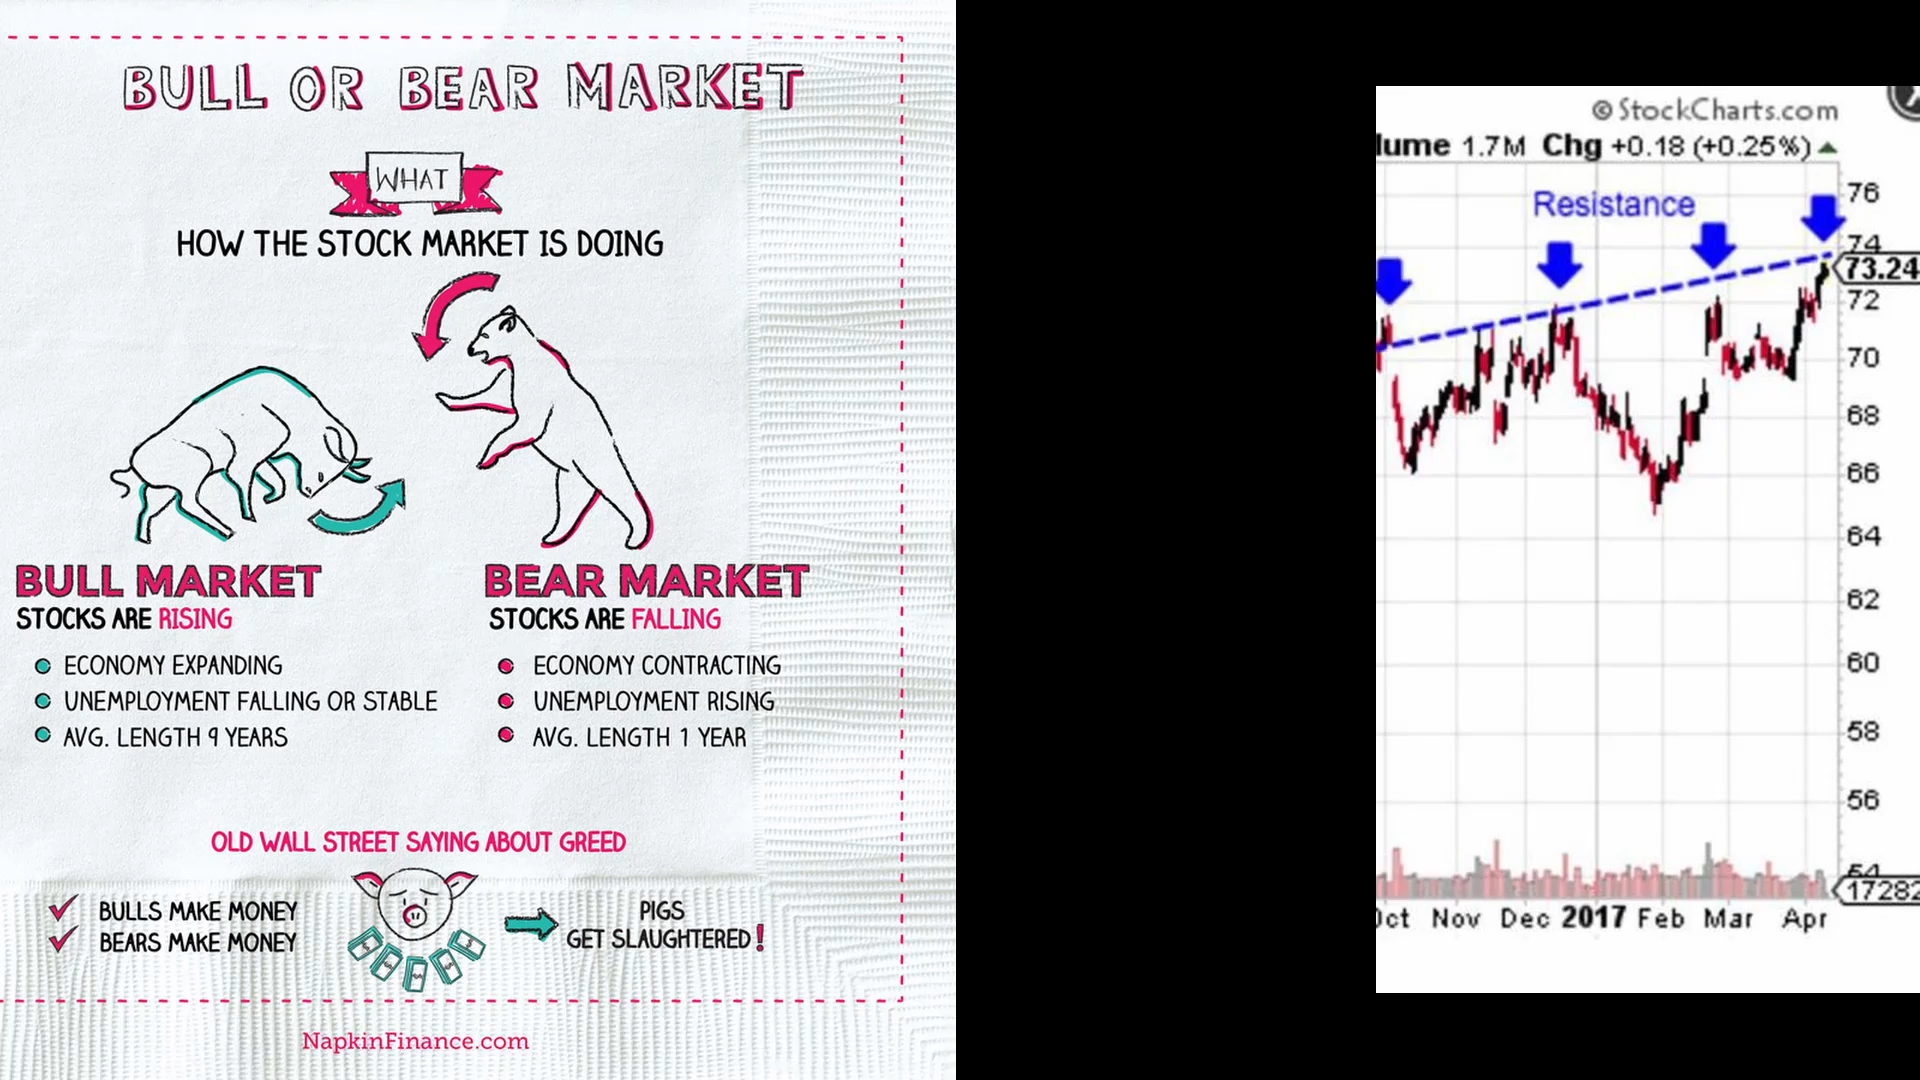 BULL OR BEAR MARKET
WHAT
HOW THE STOCK MARKET IS DOING
BULL MARKET
STOCKS ARE RISING
ECONOMY EXPANDING
UNEMPLOYMENT FALLING OR STABLE
AVG. LENGTH 9 YEARS
BEAR MARKET
STOCKS ARE FALLING
ECONOMY CONTRACTING
UNEMPLOYMENT RISING
AVG. LENGTH 1 YEAR
OLD WALL STREET SAYING ABOUT GREED
BULLS MAKE MONEY
BEARS MAKE MONEY
PIGS
GET SLAUGHTERED!
NapkinFinance.com
© StockCharts.com
lume 1.7M Chg +0.18 (+0.25%)
Resistance
76
74
73.24
72
70
68
66
64
62
60
58
56
54
17282
Oct Nov Dec 2017 Feb Mar Apr